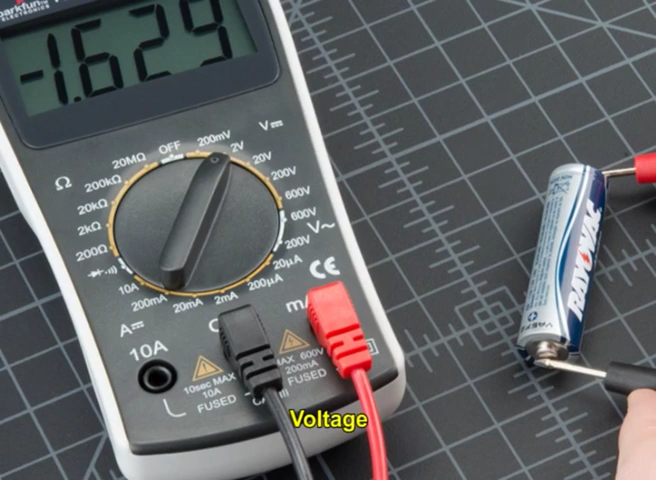 ELECTRONICS
-1.629
V⎓
OFF
200mV
2V
20V
200V
600V
600V
V~
200V
20µA
200µA
2mA
20mA
200mA
10A
A⎓
200Ω
2kΩ
20kΩ
200kΩ
20MΩ
Ω
CE
10A
10sec MAX
10A
FUSED
MAX 600V
200mA
FUSED
RAYOVAC
Voltage